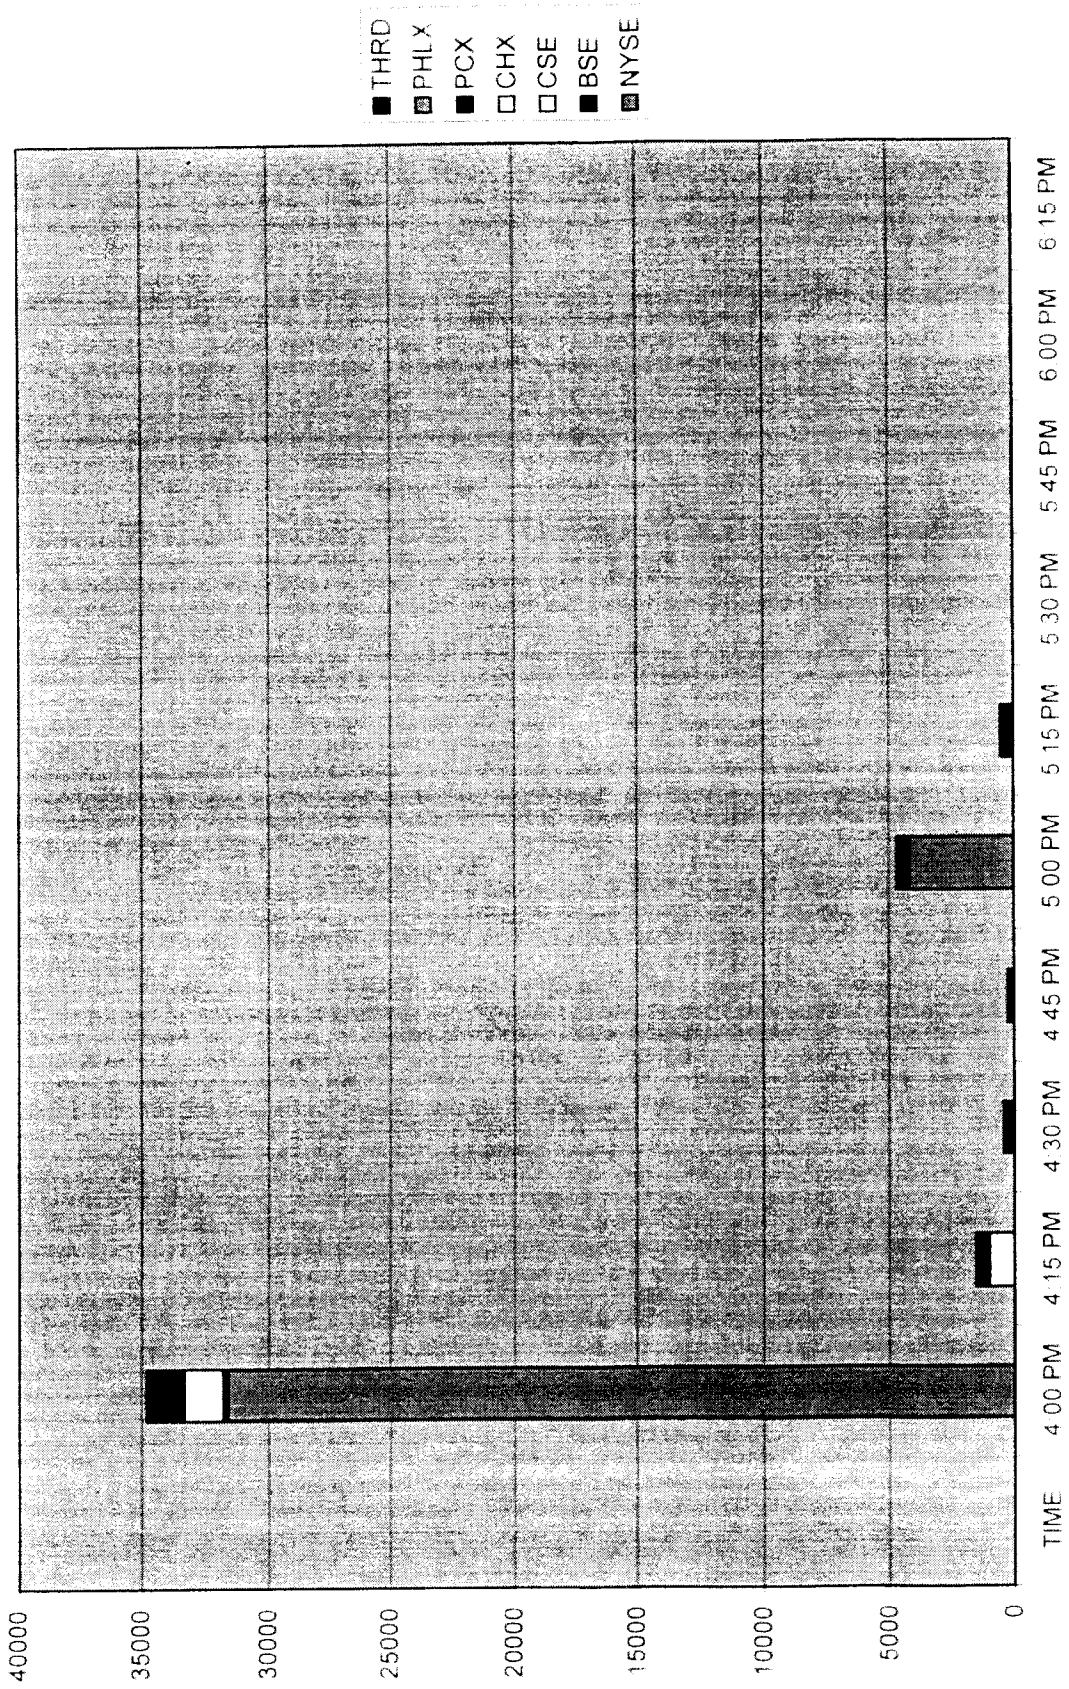 THRD
PHLX
PCX
CHX
CSE
BSE
NYSE
40000
35000
30000
25000
20000
15000
10000
5000
0
TIME
4 00 PM
4 15 PM
4 30 PM
4 45 PM
5 00 PM
5 15 PM
5 30 PM
5 45 PM
6 00 PM
6 15 PM